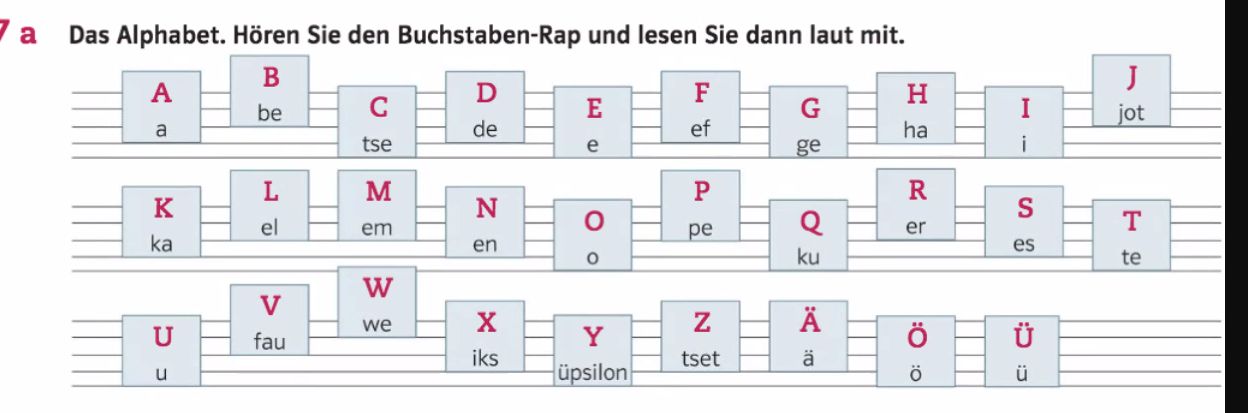 7 a Das Alphabet. Hören Sie den Buchstaben-Rap und lesen Sie dann laut mit.
A B C D E F G H I J
a be tse de e ef ge ha i jot
K L M N O P Q R S T
ka el em en o pe ku er es te
U V W X Y Z Ä Ö Ü
u fau we iks üpsilon tset ä ö ü